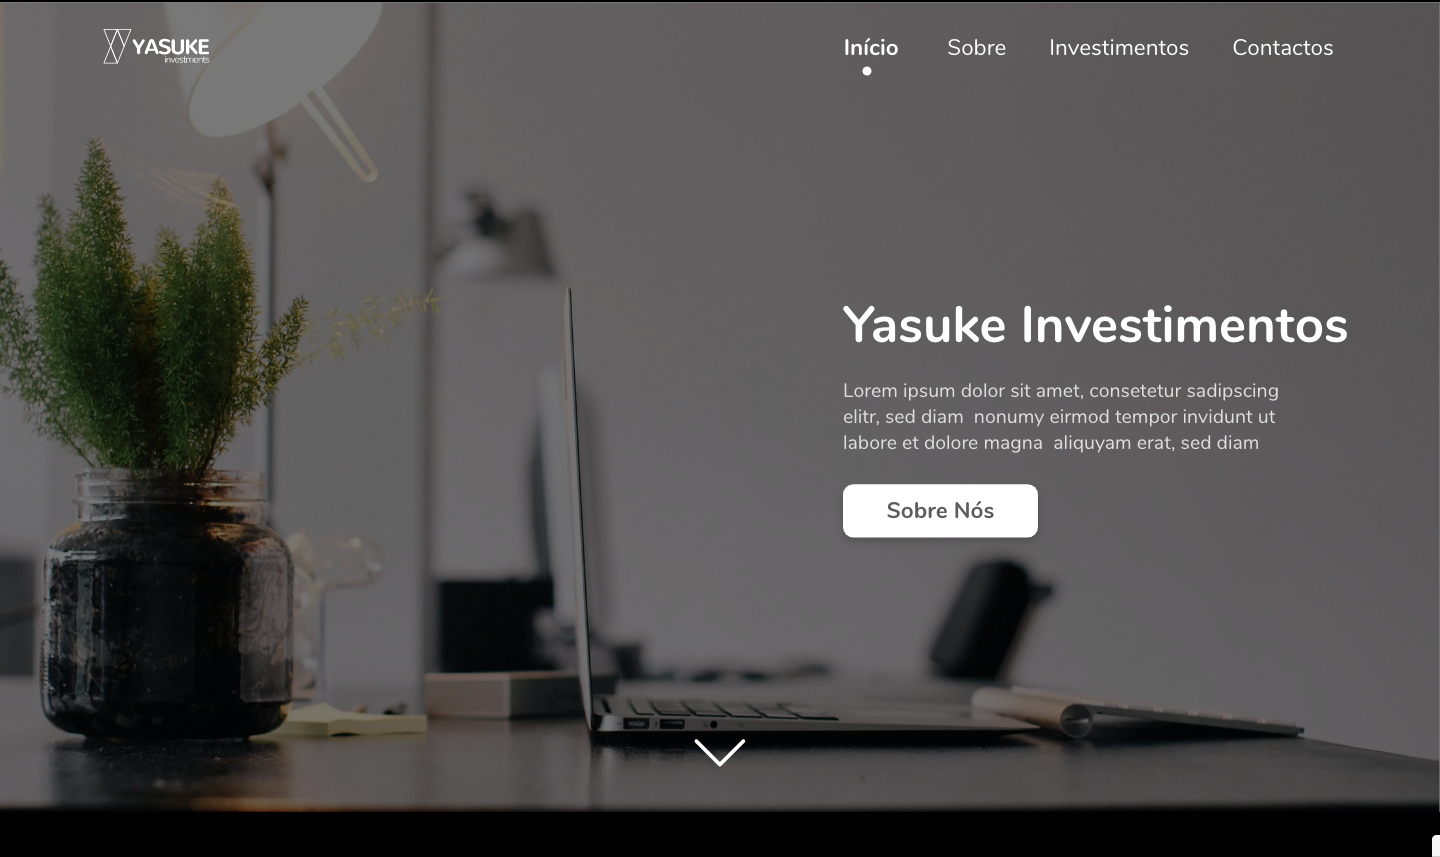 YASUKE
investments
Início Sobre Investimentos Contactos
Yasuke Investimentos
Lorem ipsum dolor sit amet, consetetur sadipscing
elitr, sed diam  nonumy eirmod tempor invidunt ut
labore et dolore magna  aliquyam erat, sed diam
Sobre Nós